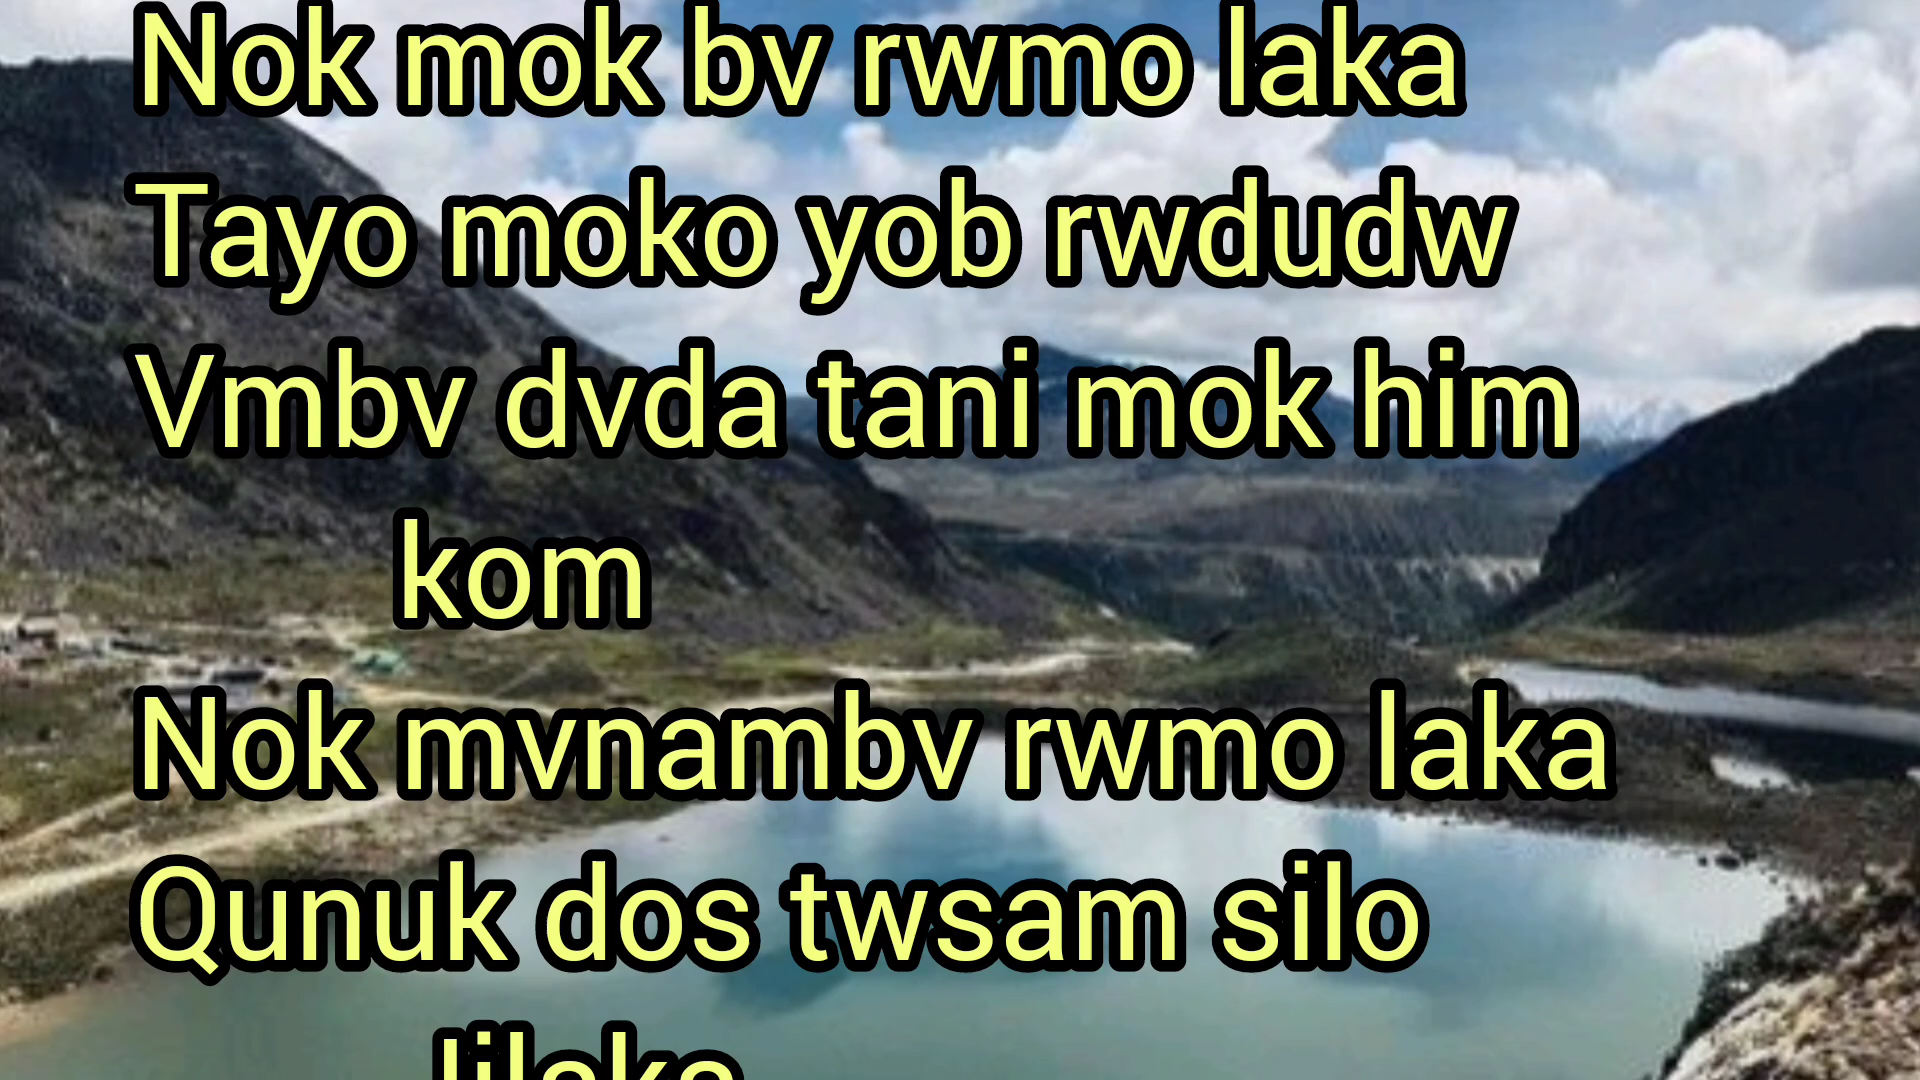 Nok mok bv rwmo laka
Tayo moko yob rwdudw
Vmbv dvda tani mok him
kom
Nok mvnambv rwmo laka
Qunuk dos twsam silo